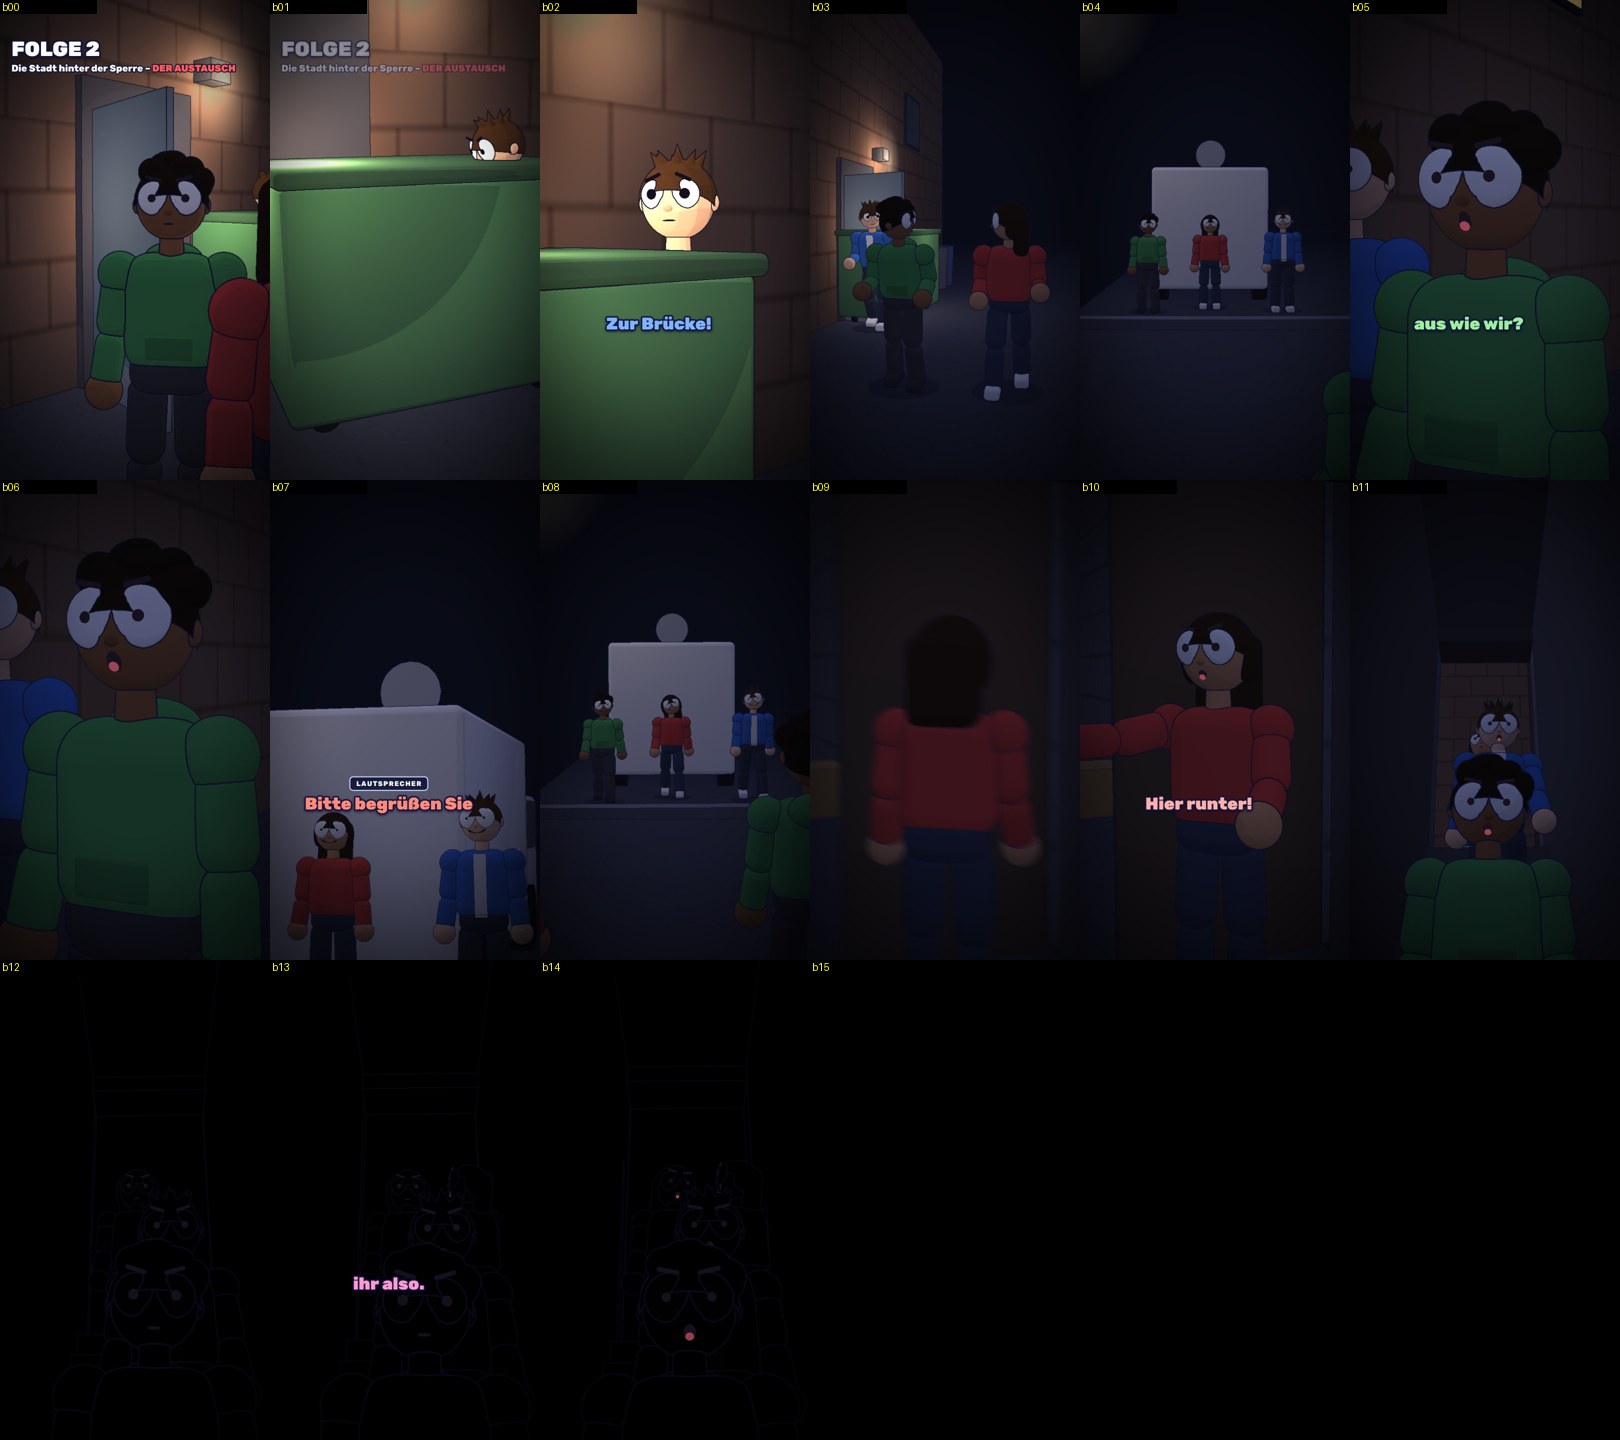 b00
FOLGE 2
Die Stadt hinter der Sperre – DER AUSTAUSCH
b01
FOLGE 2
Die Stadt hinter der Sperre – DER AUSTAUSCH
b02
Zur Brücke!
b03
b04
b05
aus wie wir?
b06
b07
LAUTSPRECHER
Bitte begrüßen Sie
b08
b09
b10
Hier runter!
b11
b12
b13
ihr also.
b14
b15